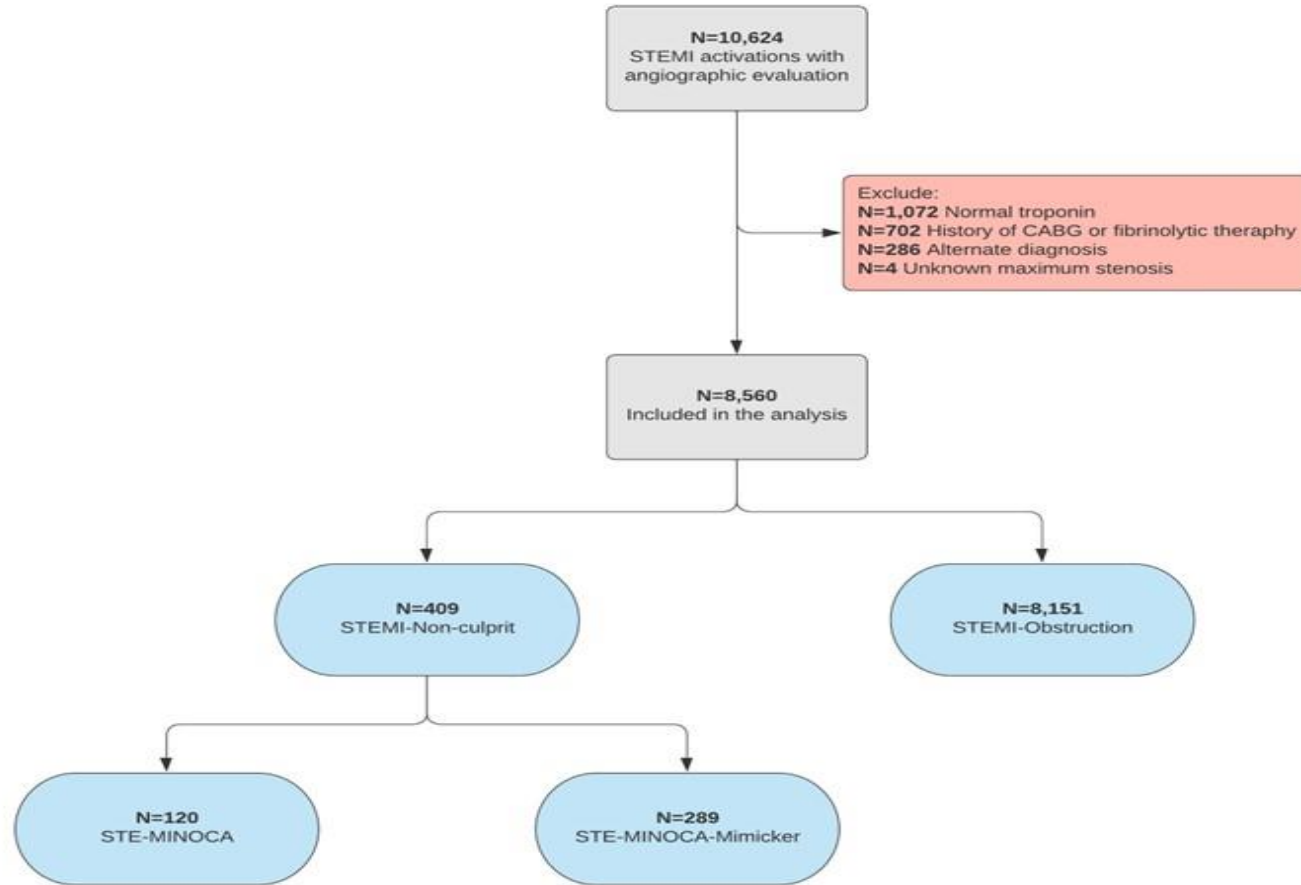 N=10,624
STEMI activations with
angiographic evaluation
Exclude:
N=1,072 Normal troponin
N=702 History of CABG or fibrinolytic theraphy
N=286 Alternate diagnosis
N=4 Unknown maximum stenosis
N=8,560
Included in the analysis
N=409
STEMI-Non-culprit
N=8,151
STEMI-Obstruction
N=120
STE-MINOCA
N=289
STE-MINOCA-Mimicker